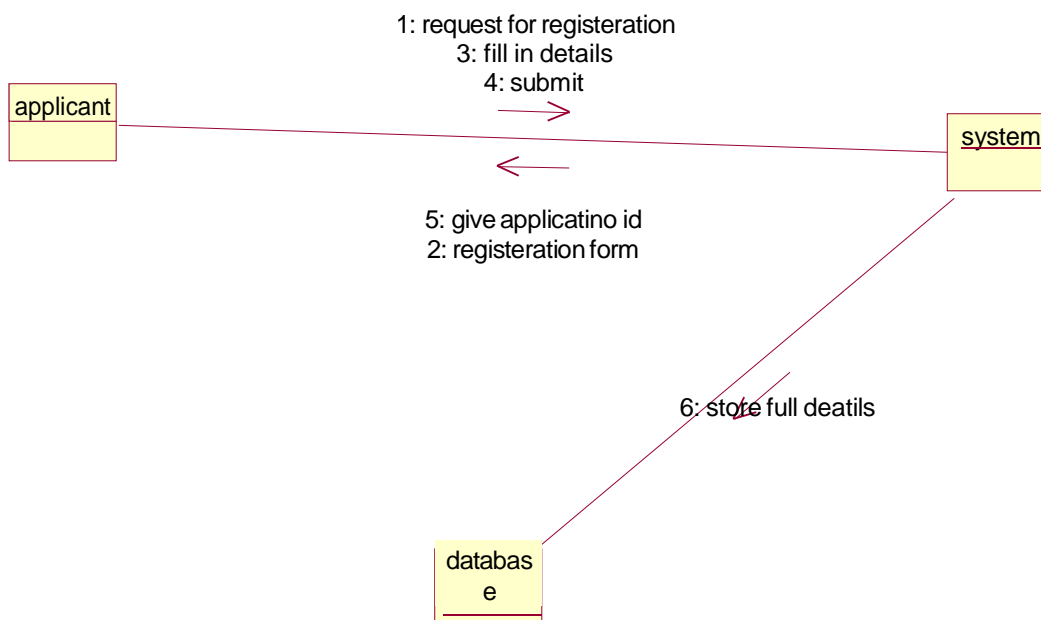 1: request for registeration
3: fill in details
4: submit
applicant
system
5: give applicatino id
2: registeration form
6: store full deatils
databas
e